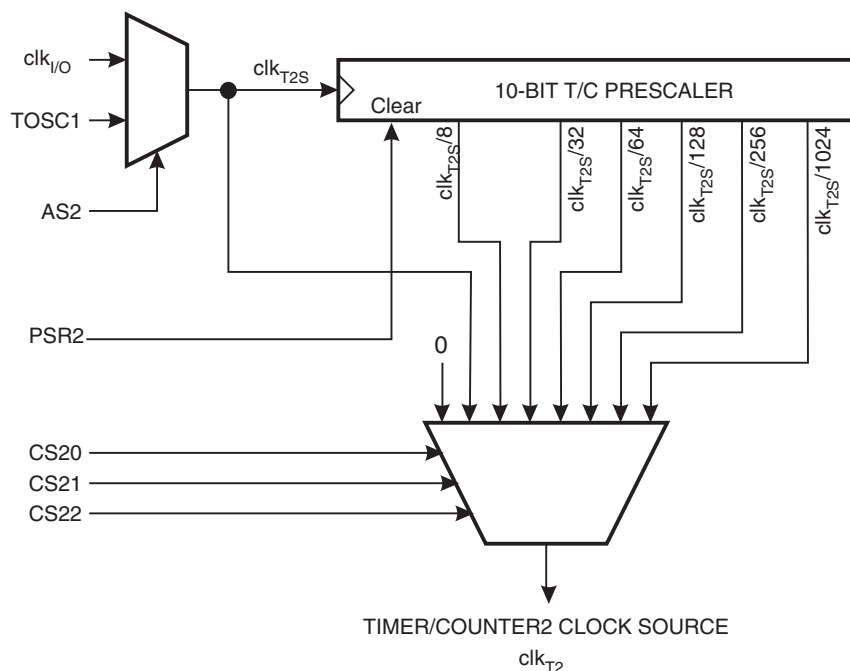 clkI/O
clkT2S
10-BIT T/C PRESCALER
TOSC1
Clear
clkT2S/8
clkT2S/32
clkT2S/64
clkT2S/128
clkT2S/256
clkT2S/1024
AS2
PSR2
0
CS20
CS21
CS22
TIMER/COUNTER2 CLOCK SOURCE
clkT2